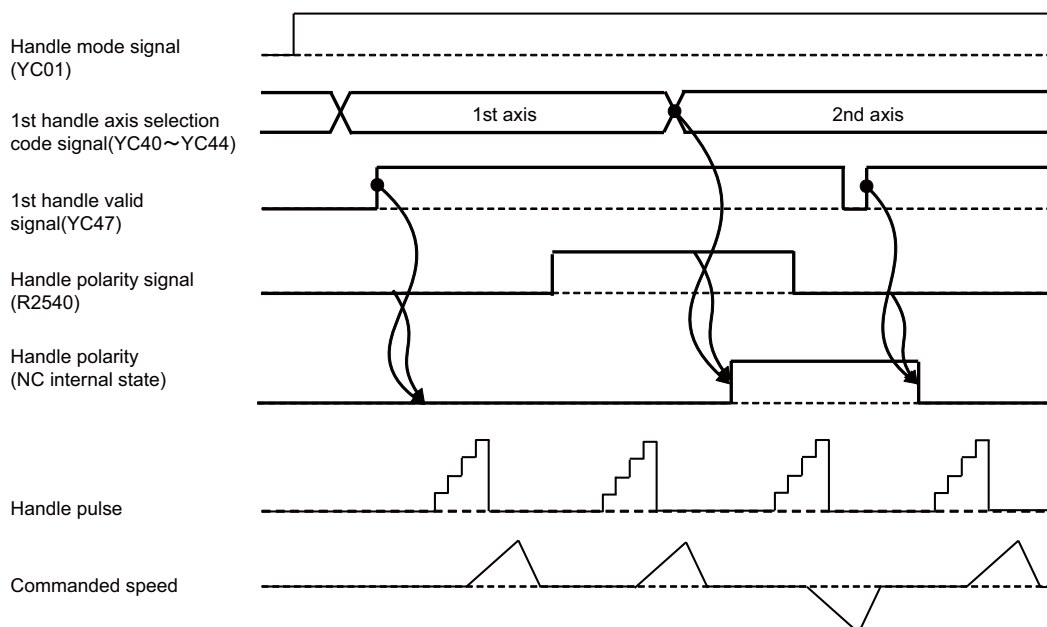 Handle mode signal
(YC01)
1st handle axis selection
code signal(YC40～YC44)
1st axis
2nd axis
1st handle valid
signal(YC47)
Handle polarity signal
(R2540)
Handle polarity
(NC internal state)
Handle pulse
Commanded speed